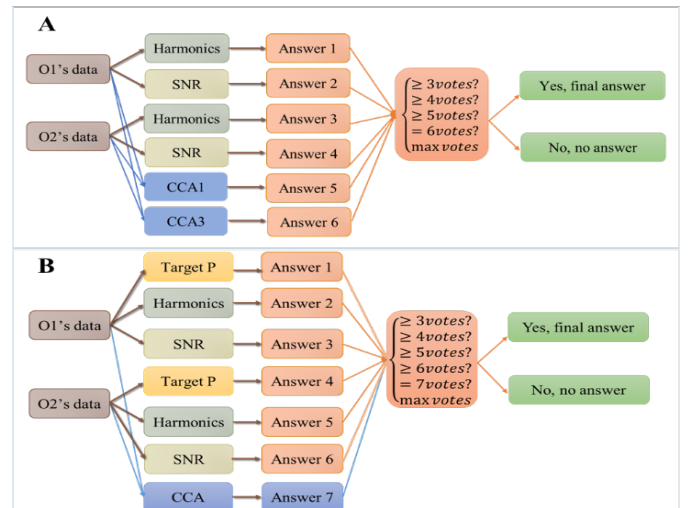 A
O1's data
O2's data
Harmonics
SNR
Harmonics
SNR
CCA1
CCA3
Answer 1
Answer 2
Answer 3
Answer 4
Answer 5
Answer 6
≥ 3votes?
≥ 4votes?
≥ 5votes?
= 6votes?
max votes
Yes, final answer
No, no answer
B
O1's data
O2's data
Target P
Harmonics
SNR
Target P
Harmonics
SNR
CCA
Answer 1
Answer 2
Answer 3
Answer 4
Answer 5
Answer 6
Answer 7
≥ 3votes?
≥ 4votes?
≥ 5votes?
≥ 6votes?
= 7votes?
max votes
Yes, final answer
No, no answer